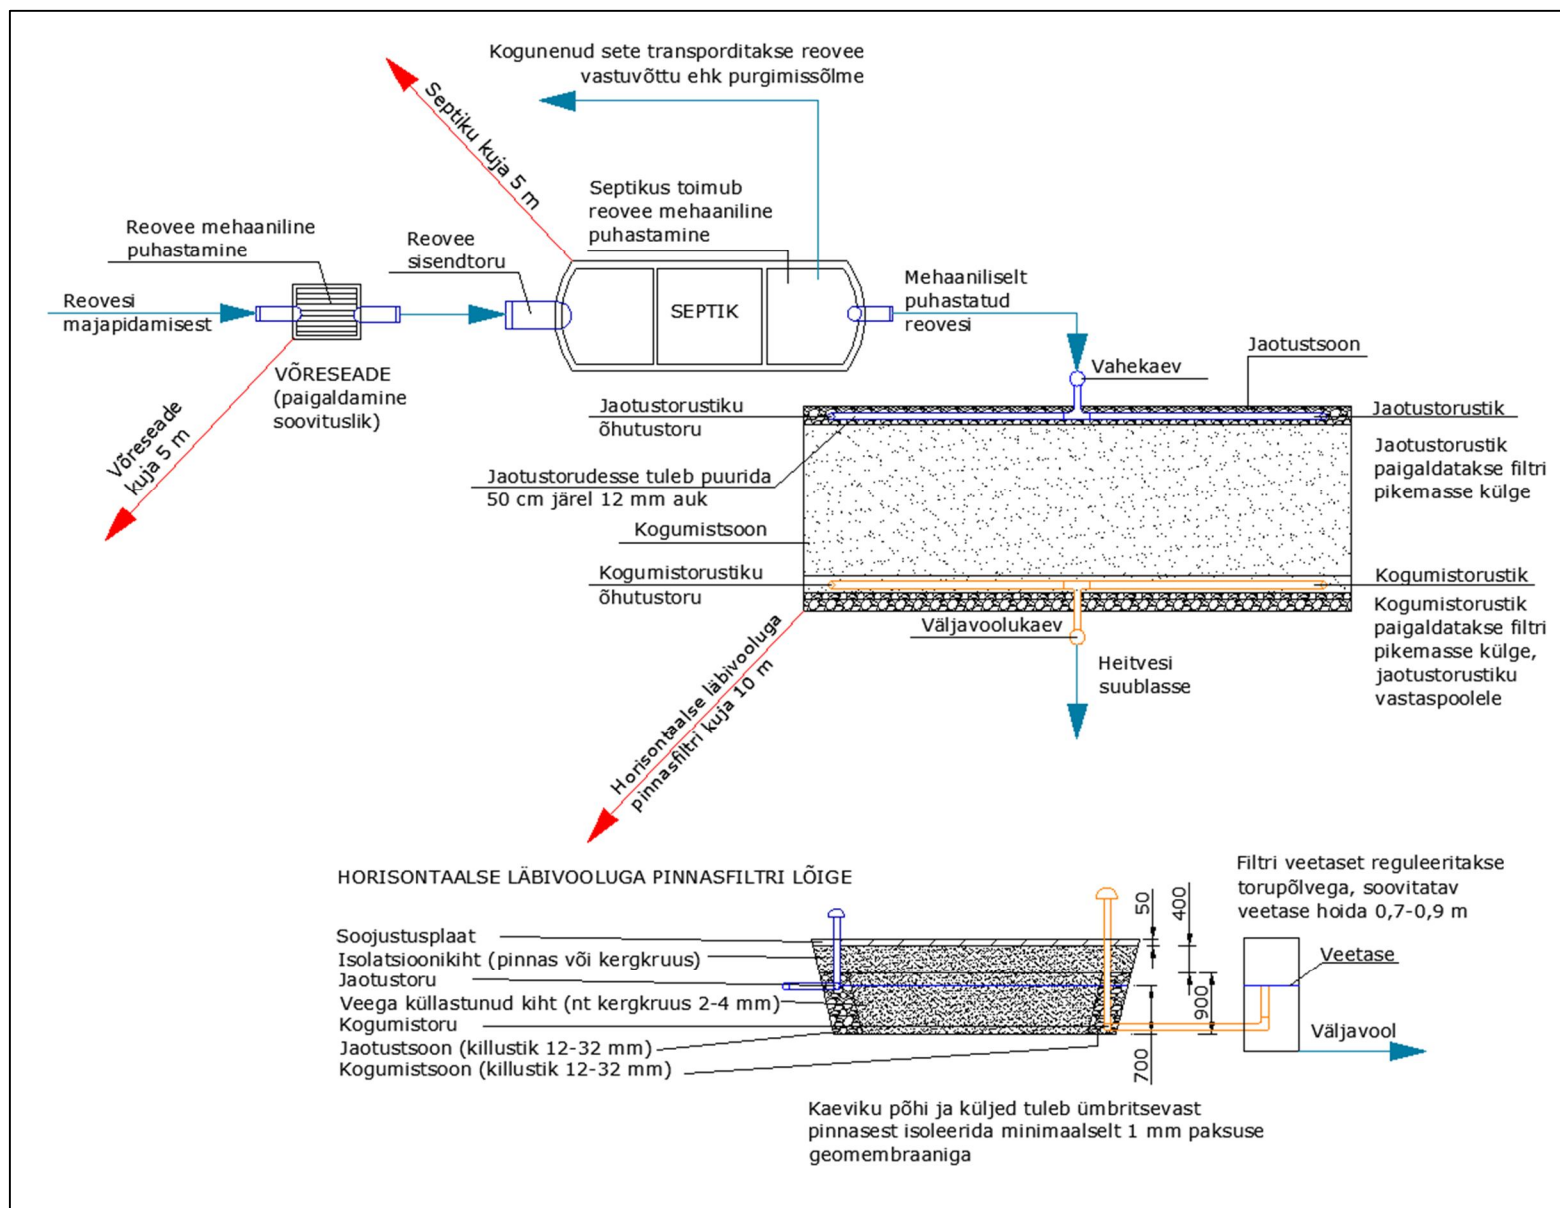 Kogunenud sete transporditakse reovee
vastuvõttu ehk purgimissõlme
Septiku kuja 5 m
Septikus toimub
reovee mehaaniline
puhastamine
Reovee mehaaniline
puhastamine
Reovee
sisendtoru
Reovesi
majapidamisest
SEPTIK
Mehaaniliselt
puhastatud
reovesi
VÕRESEADE
(paigaldamine
soovituslik)
Võreseade
kuja 5 m
Vahekaev
Jaotustsoon
Jaotustorustiku
õhutustoru
Jaotustorustik
Jaotustorustik
paigaldatakse filtri
pikemasse külge
Jaotustorudesse tuleb puurida
50 cm järel 12 mm auk
Kogumistsoon
Kogumistorustiku
õhutustoru
Kogumistorustik
Kogumistorustik
paigaldatakse filtri
pikemasse külge,
jaotustorustiku
vastaspoolele
Väljavoolukaev
Heitvesi
suublasse
Horisontaalse läbivooluga
pinnasfiltri kuja 10 m
HORISONTAALSE LÄBIVOOLUGA PINNASFILTRI LÕIGE
Filtri veetaset reguleeritakse
torupõlvega, soovitatav
veetase hoida 0,7-0,9 m
Soojustusplaat
Isolatsioonikiht (pinnas või kergkruus)
Jaotustoru
Veega küllastunud kiht (nt kergkruus 2-4 mm)
Kogumistoru
Jaotustsoon (killustik 12-32 mm)
Kogumistsoon (killustik 12-32 mm)
50
400
900
700
Veetase
Väljavool
Kaeviku põhi ja küljed tuleb ümbritsevast
pinnasest isoleerida minimaalselt 1 mm paksuse
geomembraaniga